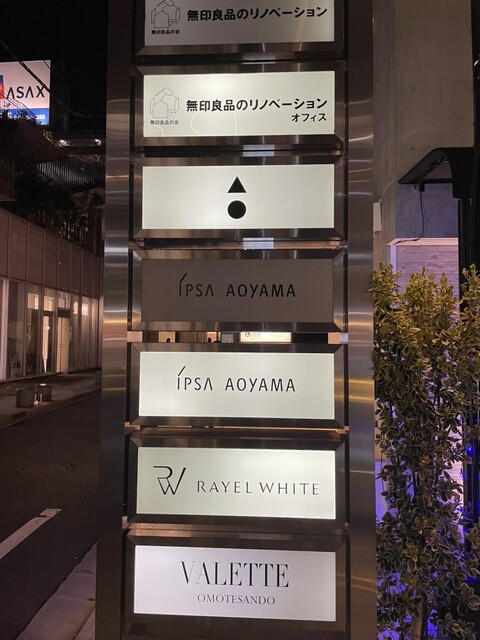 ASAX
無印良品のリノベーション
無印良品の家
無印良品のリノベーション
オフィス
無印良品の家
IPSA AOYAMA
IPSA AOYAMA
RW RAYEL WHITE
VALETTE
OMOTESANDO